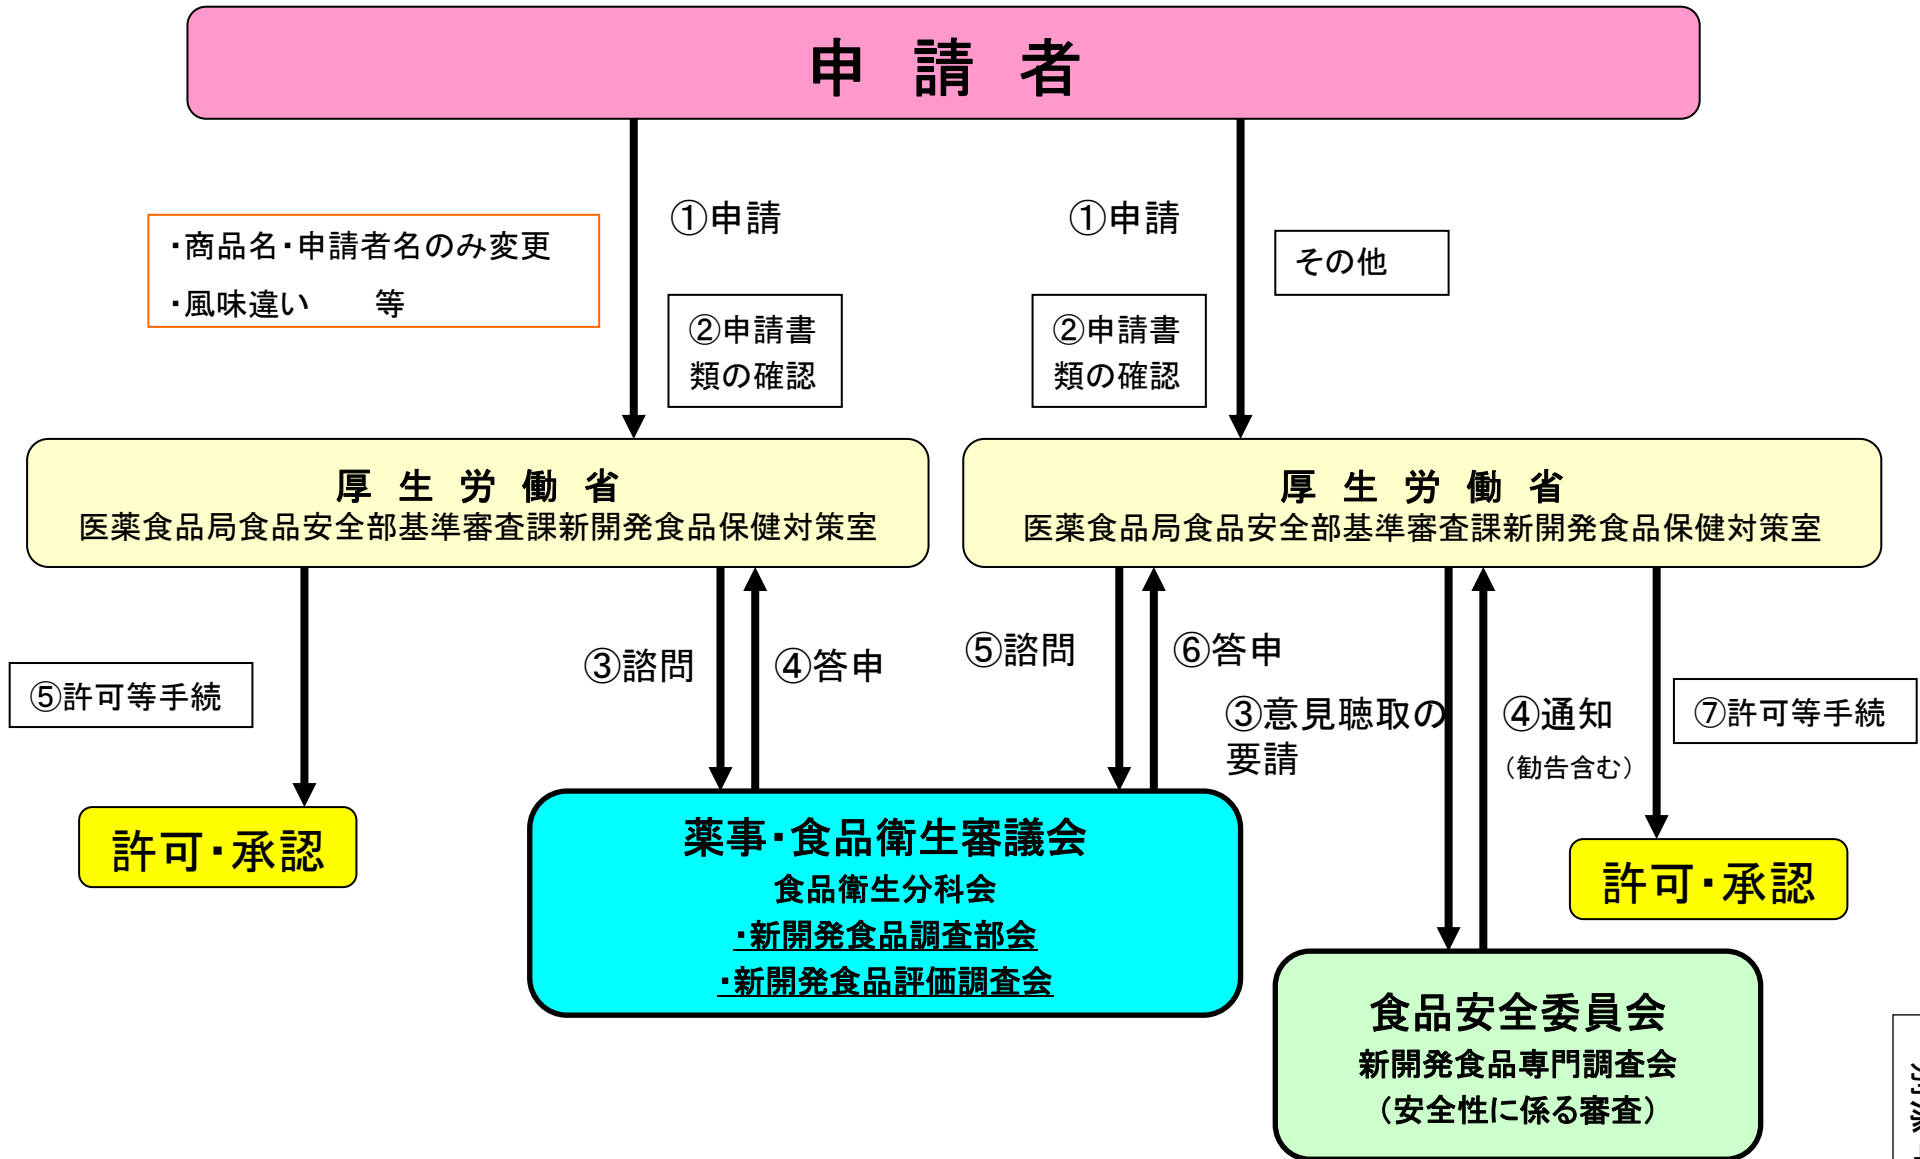 申 請 者
①申請
①申請
・商品名・申請者名のみ変更
・風味違い　　等
その他
②申請書
類の確認
②申請書
類の確認
厚 生 労 働 省
医薬食品局食品安全部基準審査課新開発食品保健対策室
厚 生 労 働 省
医薬食品局食品安全部基準審査課新開発食品保健対策室
⑤許可等手続
③諮問
④答申
⑤諮問
⑥答申
③意見聴取の
要請
④通知
（勧告含む）
⑦許可等手続
許可・承認
薬事・食品衛生審議会
食品衛生分科会
・新開発食品調査部会
・新開発食品評価調査会
許可・承認
食品安全委員会
新開発食品専門調査会
（安全性に係る審査）